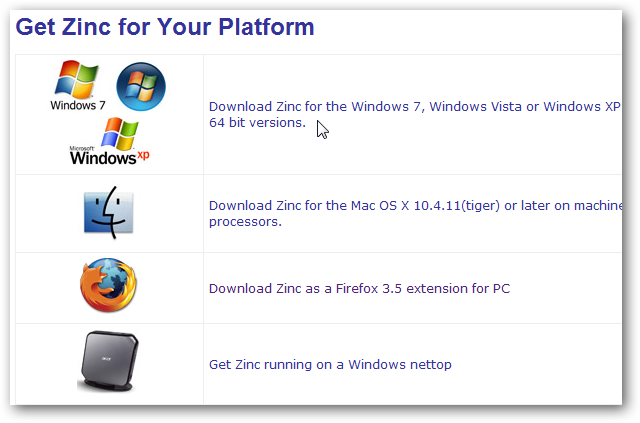 Get Zinc for Your Platform
Windows 7
Microsoft
Windows xp
Download Zinc for the Windows 7, Windows Vista or Windows XP
64 bit versions.
Download Zinc for the Mac OS X 10.4.11(tiger) or later on machine
processors.
Download Zinc as a Firefox 3.5 extension for PC
acer
Get Zinc running on a Windows nettop